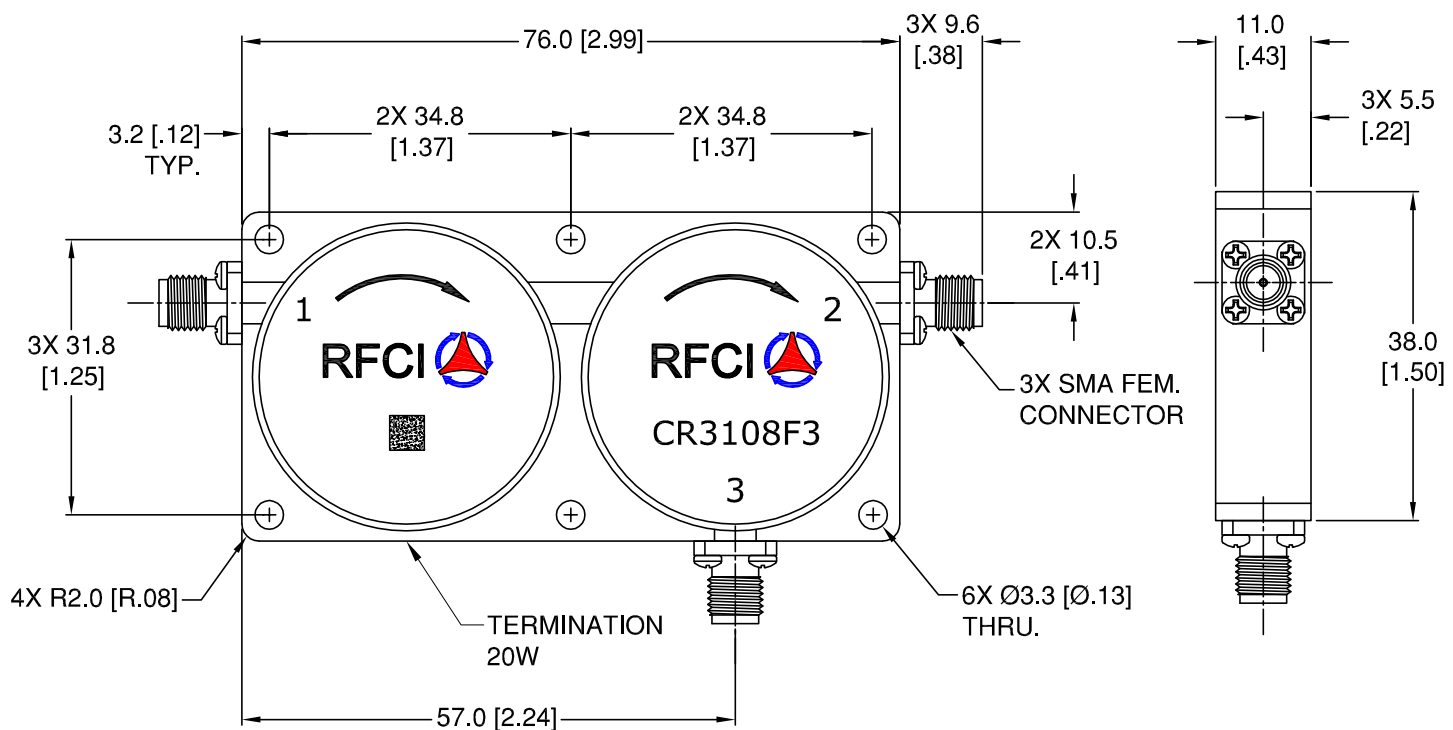 76.0 [2.99]
3X 9.6
[.38]
11.0
[.43]
3X 5.5
[.22]
3.2 [.12]
TYP.
2X 34.8
[1.37]
2X 34.8
[1.37]
2X 10.5
[.41]
3X 31.8
[1.25]
1
RFCI
2
RFCI
CR3108F3
3
3X SMA FEM.
CONNECTOR
38.0
[1.50]
4X R2.0 [R.08]
TERMINATION
20W
6X Ø3.3 [Ø.13]
THRU.
57.0 [2.24]